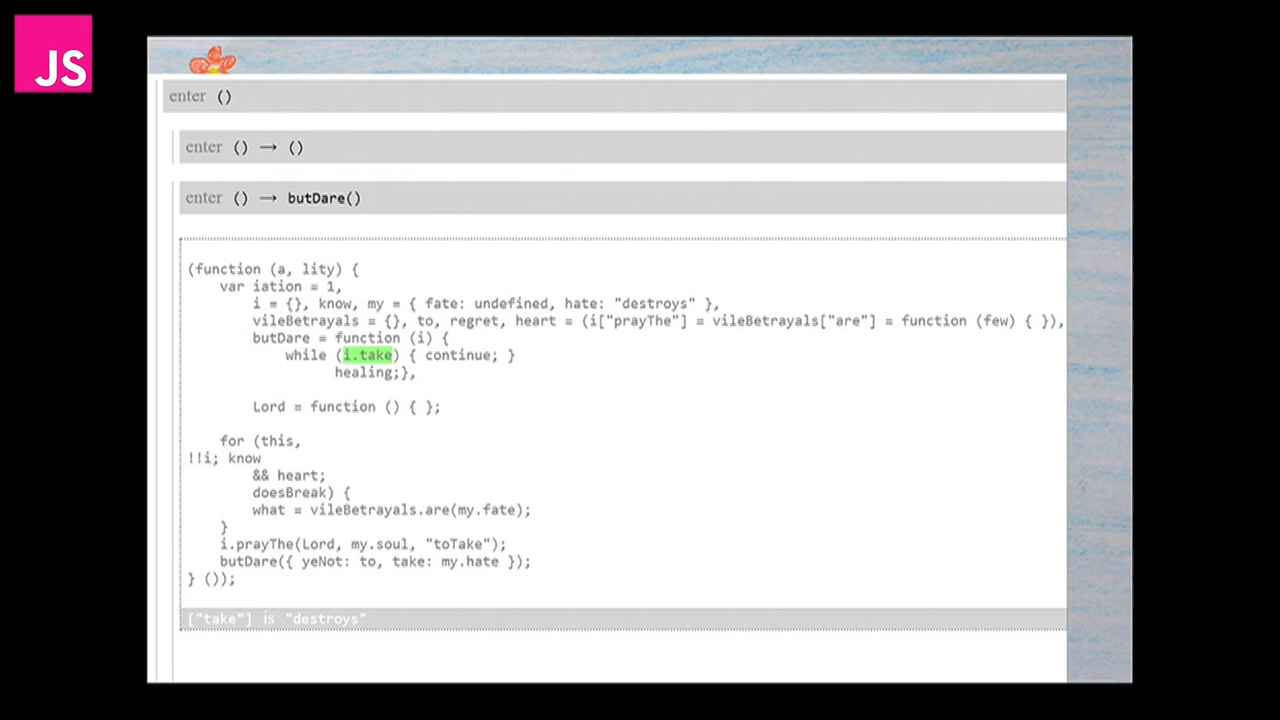 JS
enter ()
enter () → ()
enter () → butDare()
(function (a, lity) {
var iation = 1,
i = {}, know, my = { fate: undefined, hate: "destroys" },
vileBetrayals = {}, to, regret, heart = (i["prayThe"] = vileBetrayals["are"] = function (few) { }),
butDare = function (i) {
while (i.take) { continue; }
healing;},
Lord = function () { };
for (this,
!!i; know
&& heart;
doesBreak) {
what = vileBetrayals.are(my.fate);
}
i.prayThe(Lord, my.soul, "toTake");
butDare({ yeNot: to, take: my.hate });
} ());
["take"] is "destroys"